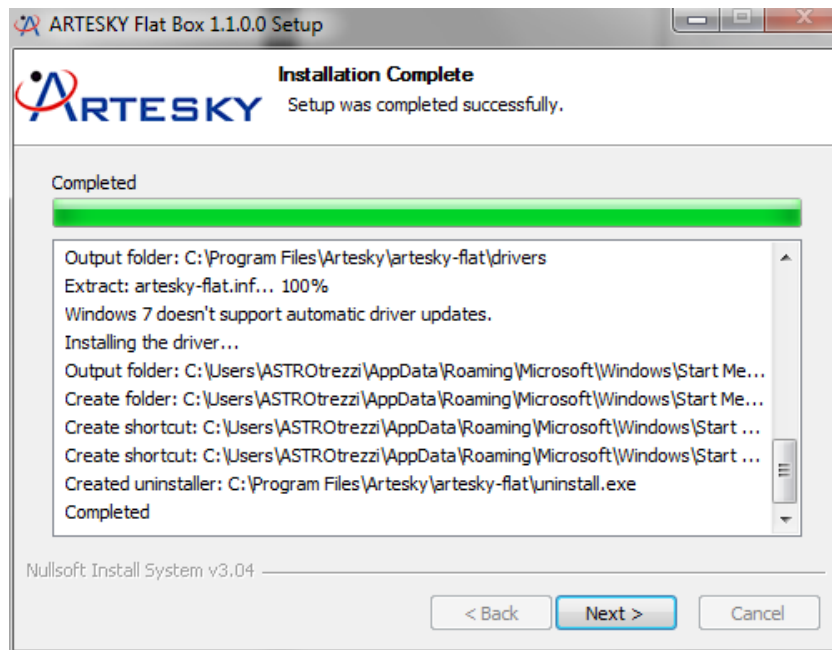 ARTESKY Flat Box 1.1.0.0 Setup
ARTESKY
Installation Complete
Setup was completed successfully.
Completed
Output folder: C:\Program Files\Artesky\artesky-flat\drivers
Extract: artesky-flat.inf... 100%
Windows 7 doesn't support automatic driver updates.
Installing the driver...
Output folder: C:\Users\ASTROtrezzi\AppData\Roaming\Microsoft\Windows\Start Me...
Create folder: C:\Users\ASTROtrezzi\AppData\Roaming\Microsoft\Windows\Start Me...
Create shortcut: C:\Users\ASTROtrezzi\AppData\Roaming\Microsoft\Windows\Start ...
Create shortcut: C:\Users\ASTROtrezzi\AppData\Roaming\Microsoft\Windows\Start ...
Created uninstaller: C:\Program Files\Artesky\artesky-flat\uninstall.exe
Completed
Nullsoft Install System v3.04
< Back
Next >
Cancel